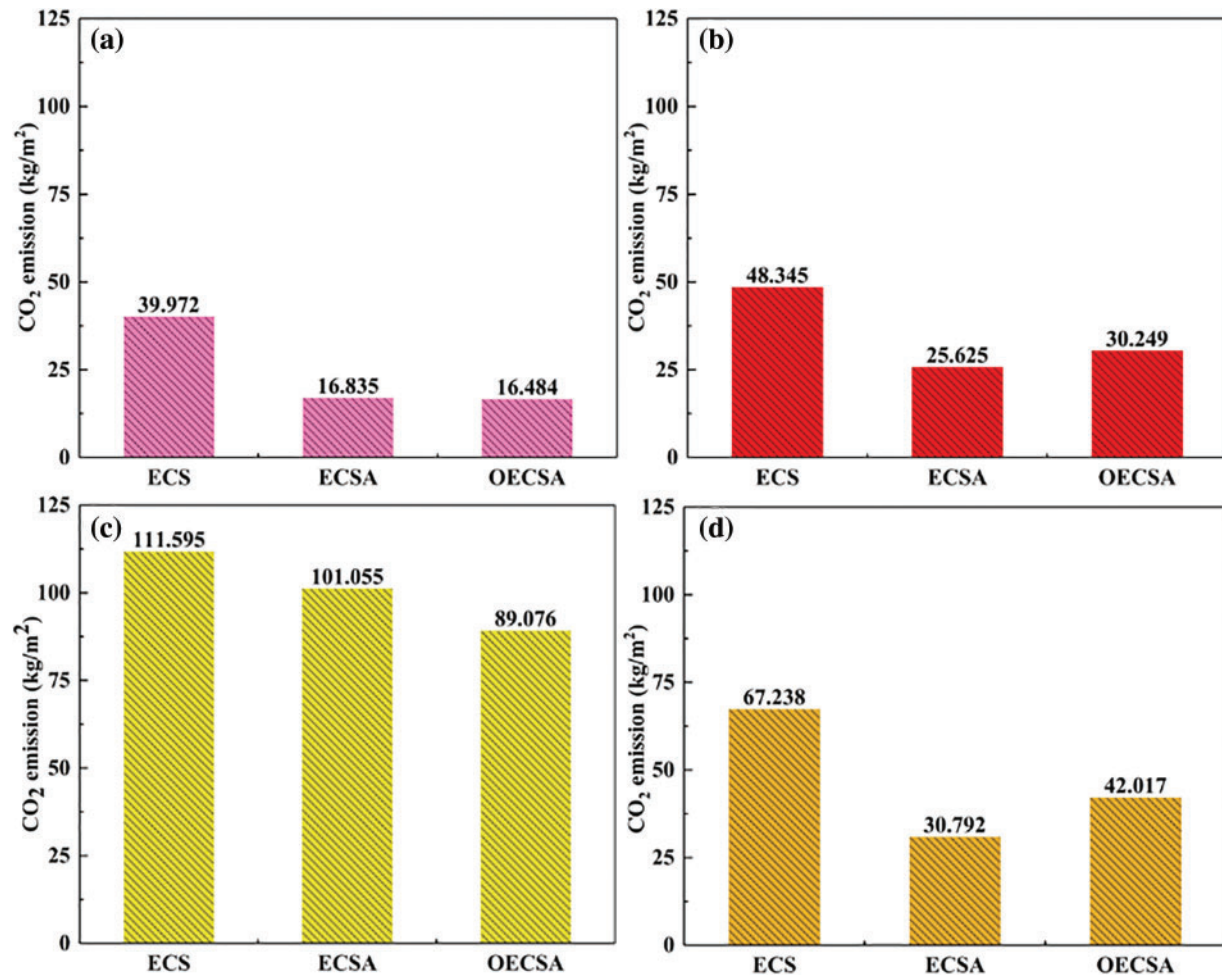 (a)
CO₂ emission (kg/m²)
125
100
75
50
25
0
39.972
16.835
16.484
ECS
ECSA
OECSA
(b)
CO₂ emission (kg/m²)
125
100
75
50
25
0
48.345
25.625
30.249
ECS
ECSA
OECSA
(c)
CO₂ emission (kg/m²)
125
100
75
50
25
0
111.595
101.055
89.076
ECS
ECSA
OECSA
(d)
CO₂ emission (kg/m²)
125
100
75
50
25
0
67.238
30.792
42.017
ECS
ECSA
OECSA